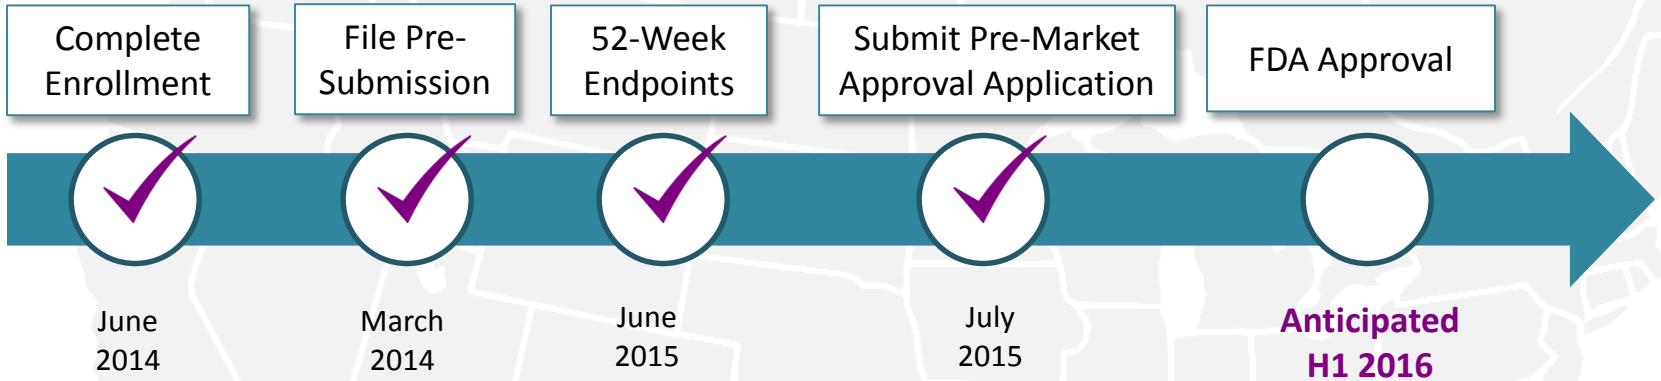 Complete
Enrollment
File Pre-
Submission
52-Week
Endpoints
Submit Pre-Market
Approval Application
FDA Approval
June
2014
March
2014
June
2015
July
2015
Anticipated
H1 2016